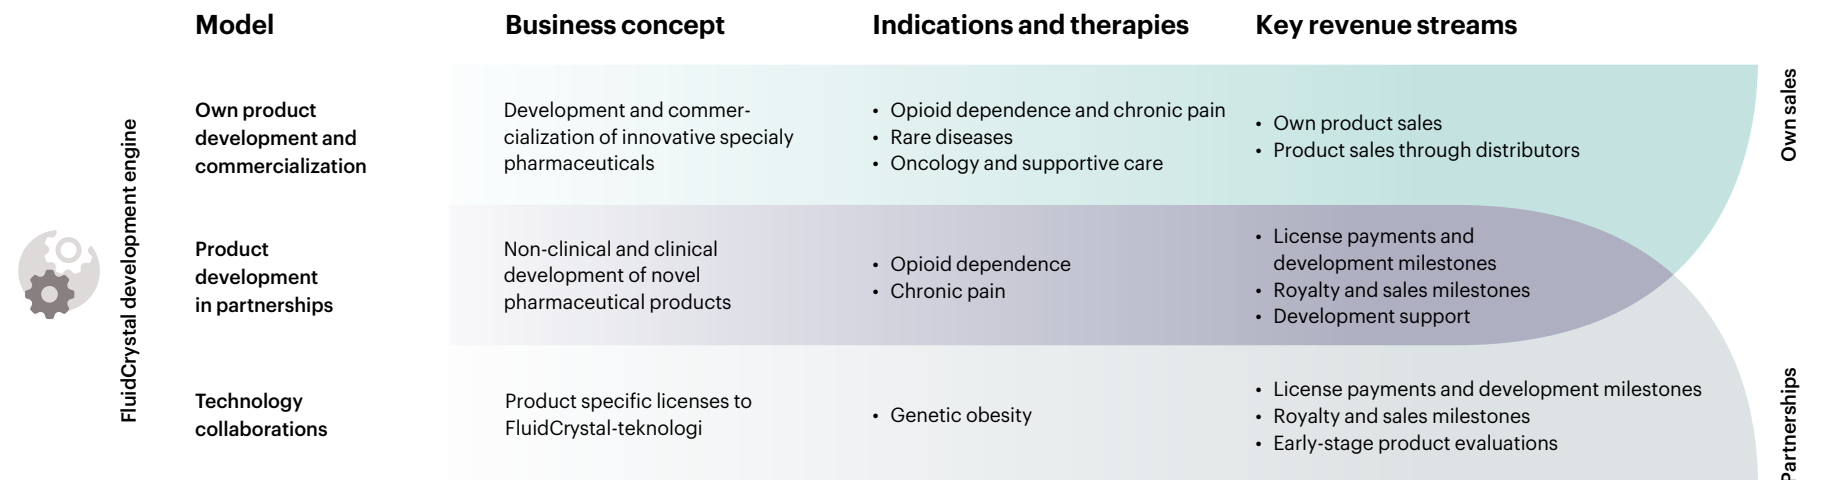 Model
Business concept
Indications and therapies
Key revenue streams
FluidCrystal development engine
Own product
development and
commercialization
Development and commer-
cialization of innovative specialy
pharmaceuticals
• Opioid dependence and chronic pain
• Rare diseases
• Oncology and supportive care
• Own product sales
• Product sales through distributors
Own sales
Product
development
in partnerships
Non-clinical and clinical
development of novel
pharmaceutical products
• Opioid dependence
• Chronic pain
• License payments and
development milestones
• Royalty and sales milestones
• Development support
Technology
collaborations
Product specific licenses to
FluidCrystal-teknologi
• Genetic obesity
• License payments and development milestones
• Royalty and sales milestones
• Early-stage product evaluations
Partnerships